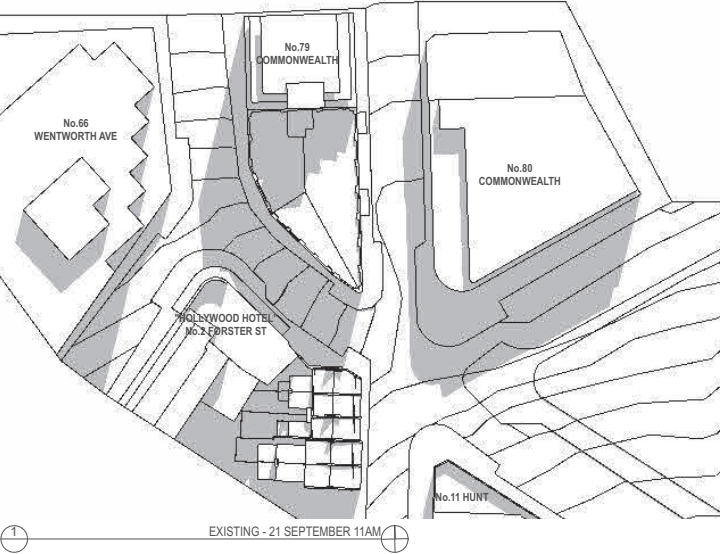 No.79
COMMONWEALTH
No.66
WENTWORTH AVE
No.80
COMMONWEALTH
"HOLLYWOOD HOTEL"
No.2 FORSTER ST
No.11 HUNT
1
EXISTING - 21 SEPTEMBER 11AM